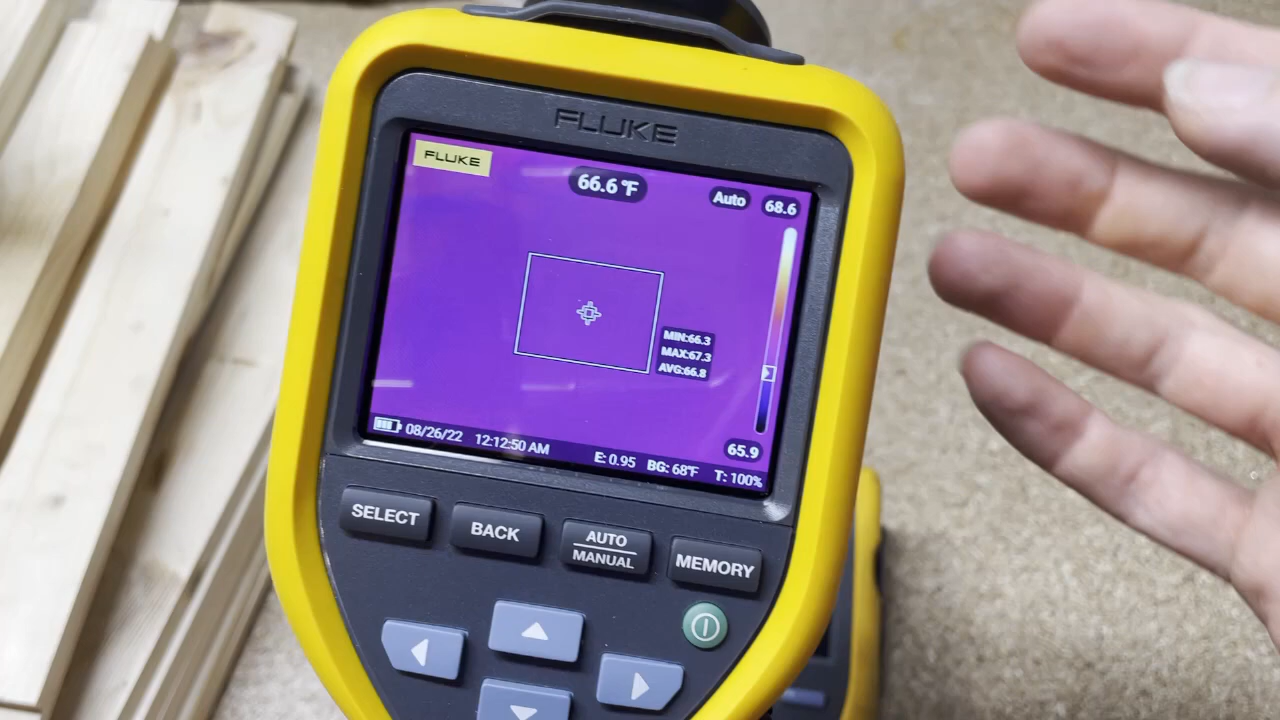 FLUKE
FLUKE
66.6 °F
Auto
68.6
MIN:66.3
MAX:67.3
AVG:66.8
65.9
08/26/22 12:12:50 AM E: 0.95 BG: 68°F T: 100%
SELECT
BACK
AUTO
MANUAL
MEMORY